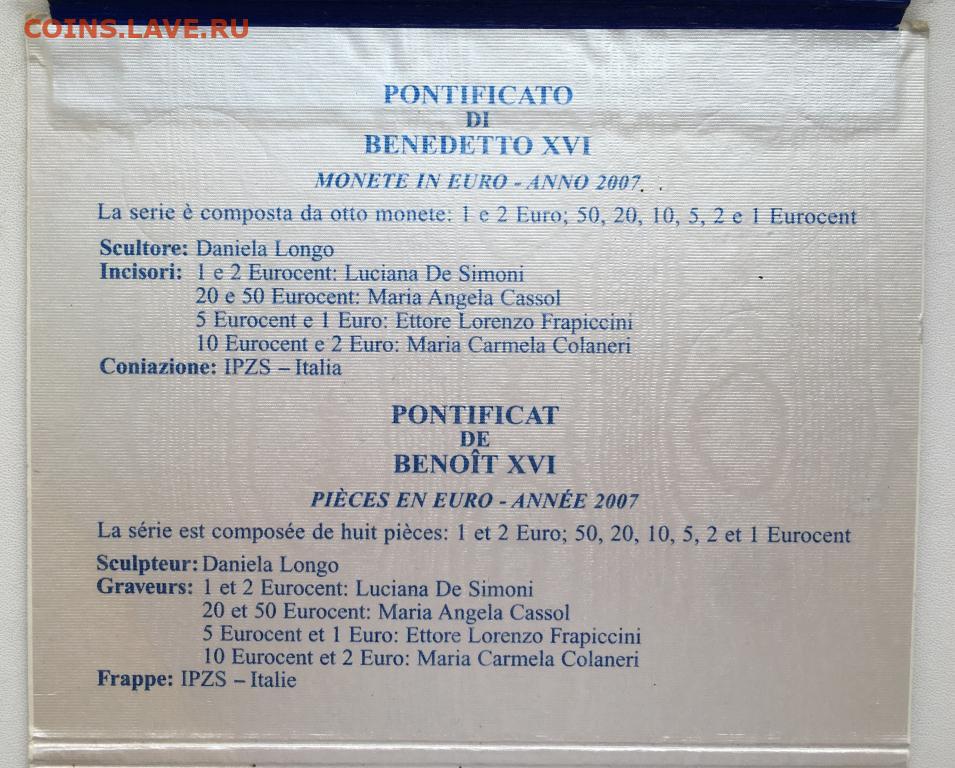 COINS.LAVE.RU
PONTIFICATO
DI
BENEDETTO XVI
MONETE IN EURO - ANNO 2007
La serie è composta da otto monete: 1 e 2 Euro; 50, 20, 10, 5, 2 e 1 Eurocent
Scultore: Daniela Longo
Incisori: 1 e 2 Eurocent: Luciana De Simoni
20 e 50 Eurocent: Maria Angela Cassol
5 Eurocent e 1 Euro: Ettore Lorenzo Frapiccini
10 Eurocent e 2 Euro: Maria Carmela Colaneri
Coniazione: IPZS – Italia
PONTIFICAT
DE
BENOÎT XVI
PIÈCES EN EURO - ANNÉE 2007
La série est composée de huit pièces: 1 et 2 Euro; 50, 20, 10, 5, 2 et 1 Eurocent
Sculpteur: Daniela Longo
Graveurs: 1 et 2 Eurocent: Luciana De Simoni
20 et 50 Eurocent: Maria Angela Cassol
5 Eurocent et 1 Euro: Ettore Lorenzo Frapiccini
10 Eurocent et 2 Euro: Maria Carmela Colaneri
Frappe: IPZS – Italie